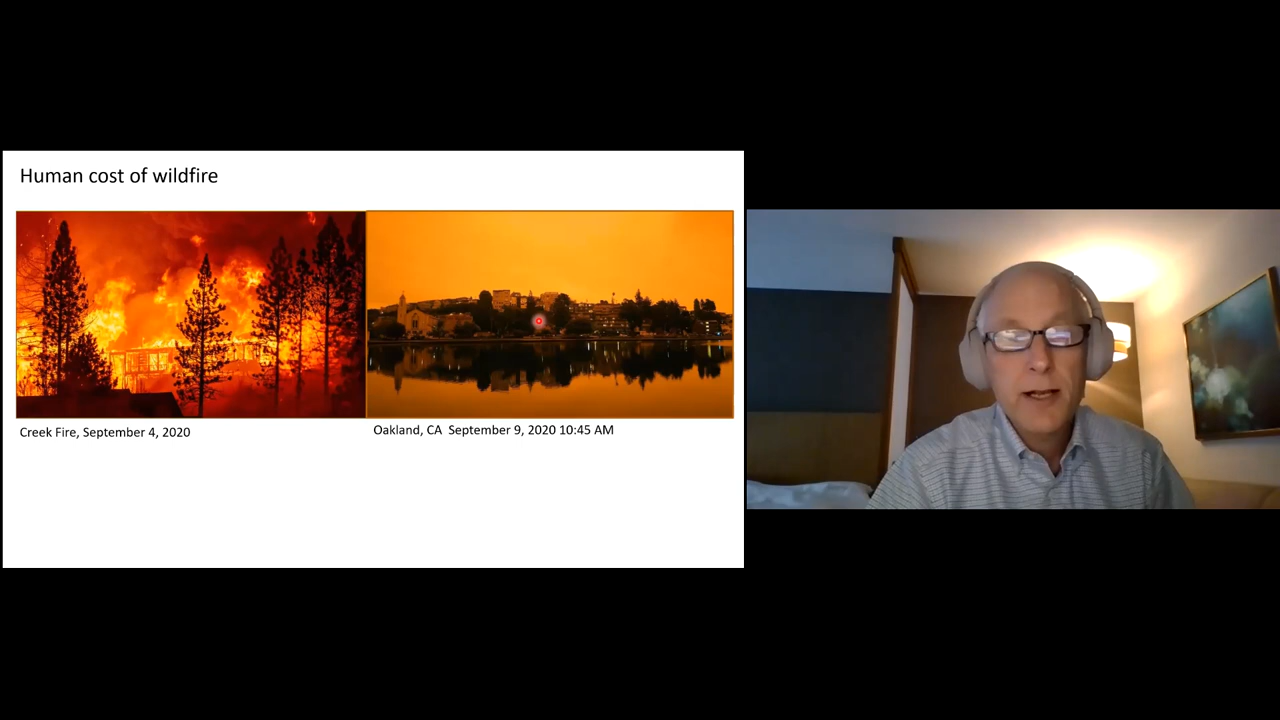 Human cost of wildfire
Creek Fire, September 4, 2020
Oakland, CA  September 9, 2020 10:45 AM